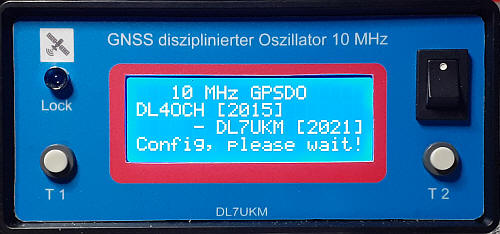 GNSS disziplinierter Oszillator 10 MHz
Lock
10 MHz GPSDO
DL4OCH [2015]
- DL7UKM [2021]
Config, please wait!
T 1
T 2
DL7UKM